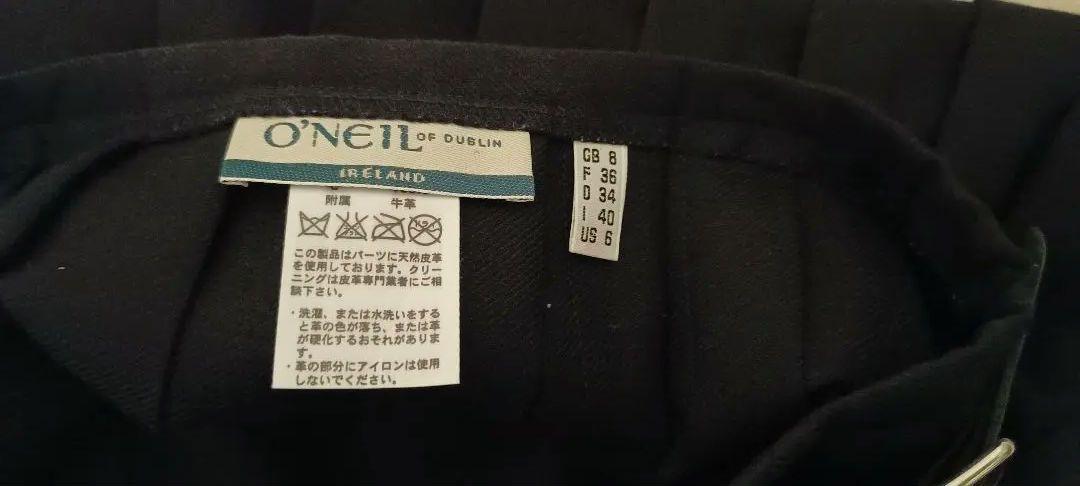 O'NEIL OF DUBLIN
IRELAND
附属 牛革
この製品はパーツに天然皮革
を使用しております。クリー
ニングは皮革専門業者にご相
談下さい。
・洗濯、または水洗いをする
と革の色が落ち、または革
が硬化するおそれがありま
す。
・革の部分にアイロンは使用
しないでください。
GB 8
F 36
D 34
I 40
US 6